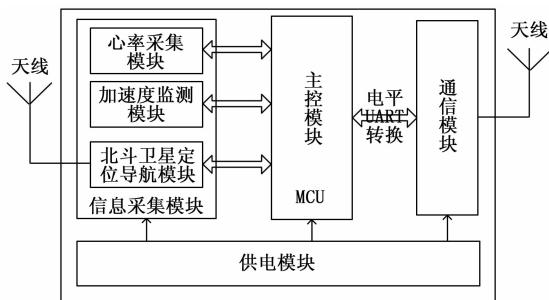 天线
心率采集
模块
加速度监测
模块
北斗卫星定
位导航模块
信息采集模块
主控模块
MCU
电平
UART
转换
通信模块
天线
供电模块